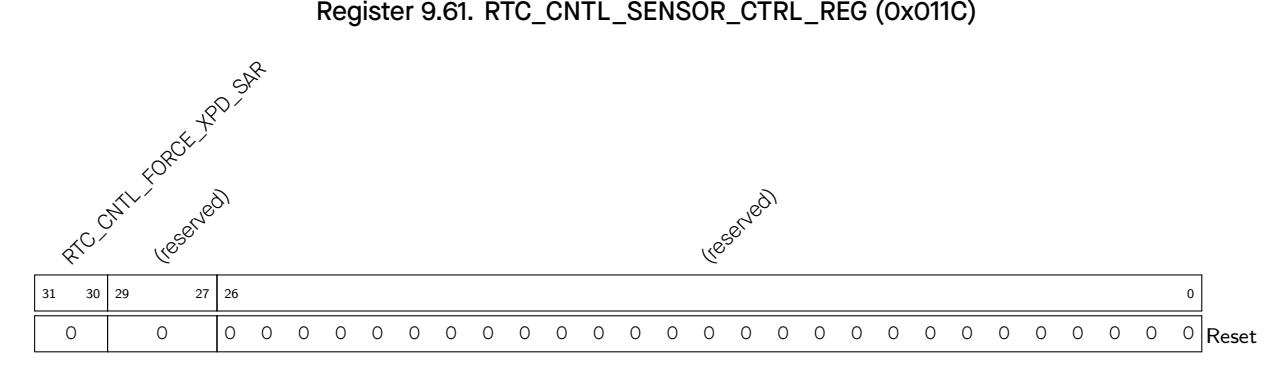 Register 9.61. RTC_CNTL_SENSOR_CTRL_REG (0x011C)
RTC_CNTL_FORCE_XPD_SAR
(reserved)
(reserved)
31 30 29 27 26 0
0 0 0 0 0 0 0 0 0 0 0 0 0 0 0 0 0 0 0 0 0 0 0 0 0 0 0 0 0 Reset